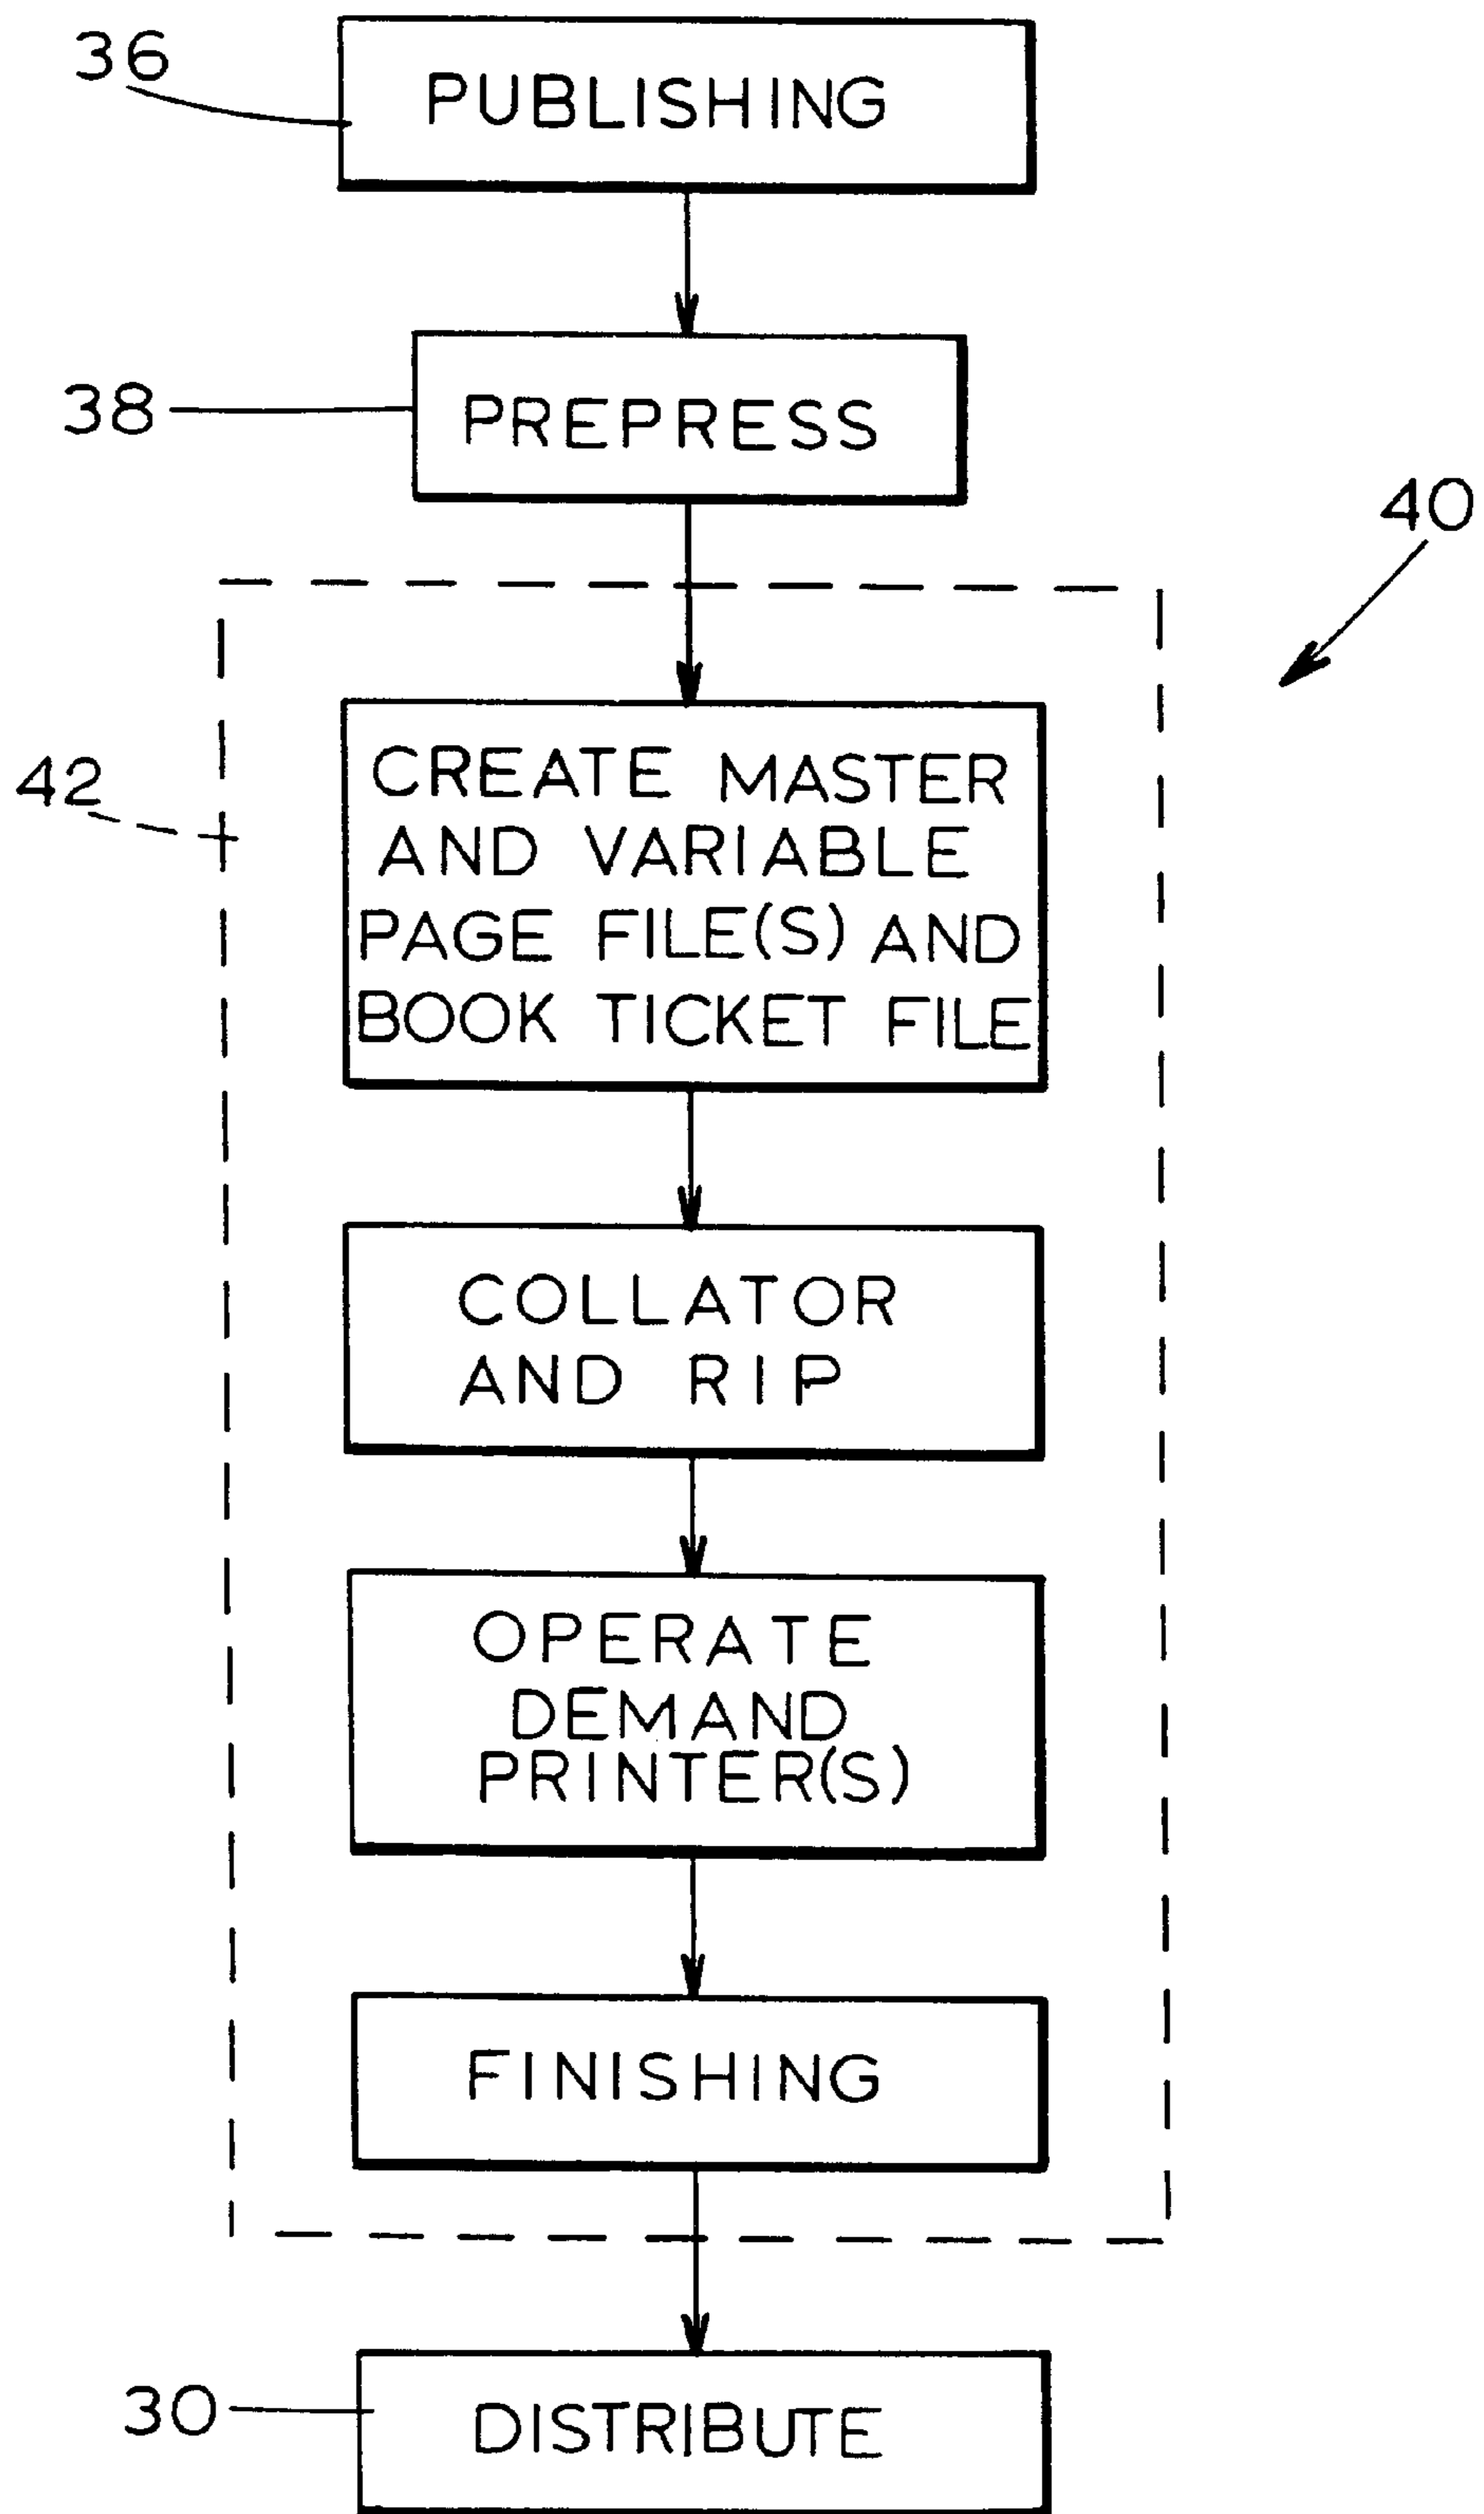 36
PUBLISHING
38
PREPRESS
40
42
CREATE MASTER
AND VARIABLE
PAGE FILE(S) AND
BOOK TICKET FILE
COLLATOR
AND RIP
OPERATE
DEMAND
PRINTER(S)
FINISHING
30
DISTRIBUTE